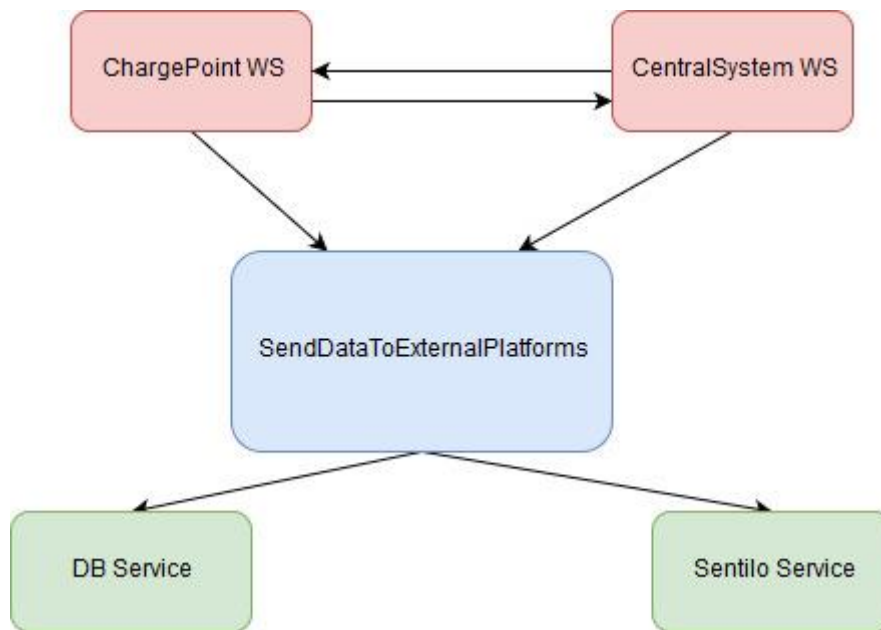 ChargePoint WS
CentralSystem WS
SendDataToExternalPlatforms
DB Service
Sentilo Service